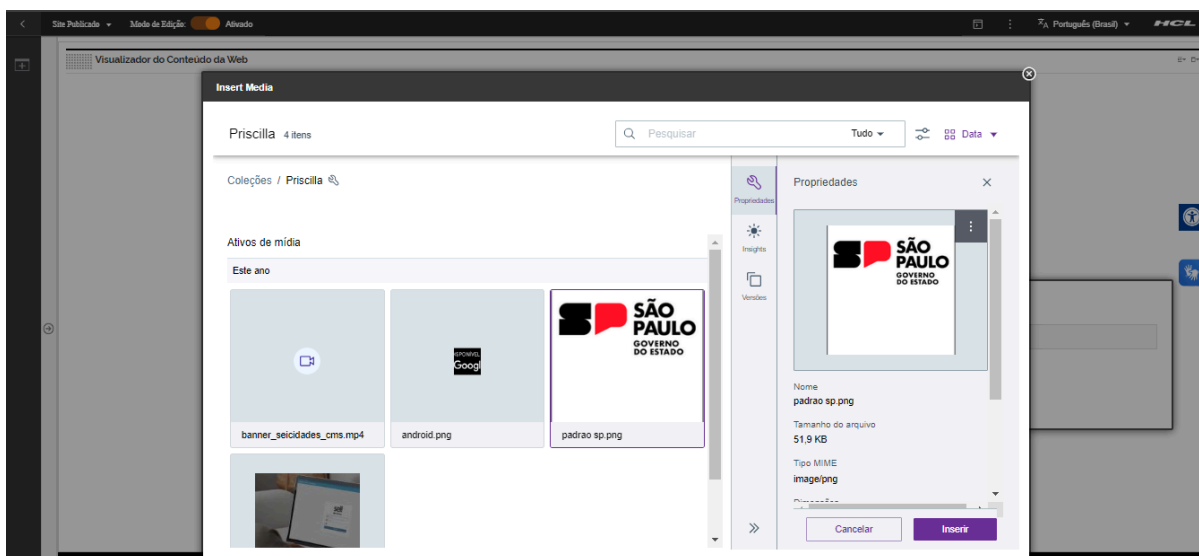 Site Publicado
Modo de Edição:
Ativado
Português (Brasil)
HCL
Visualizador do Conteúdo da Web
Insert Media
Priscilla 4 itens
Pesquisar
Tudo
Data
Coleções / Priscilla
Propriedades
Propriedades
Insights
Versões
Ativos de mídia
Este ano
SÃO
PAULO
GOVERNO
DO ESTADO
Googl
SÃO
PAULO
GOVERNO
DO ESTADO
banner_seicidades_cms.mp4
android.png
padrao sp.png
Nome
padrao sp.png
Tamanho do arquivo
51,9 KB
Tipo MIME
image/png
Dimensões
Cancelar
Inserir